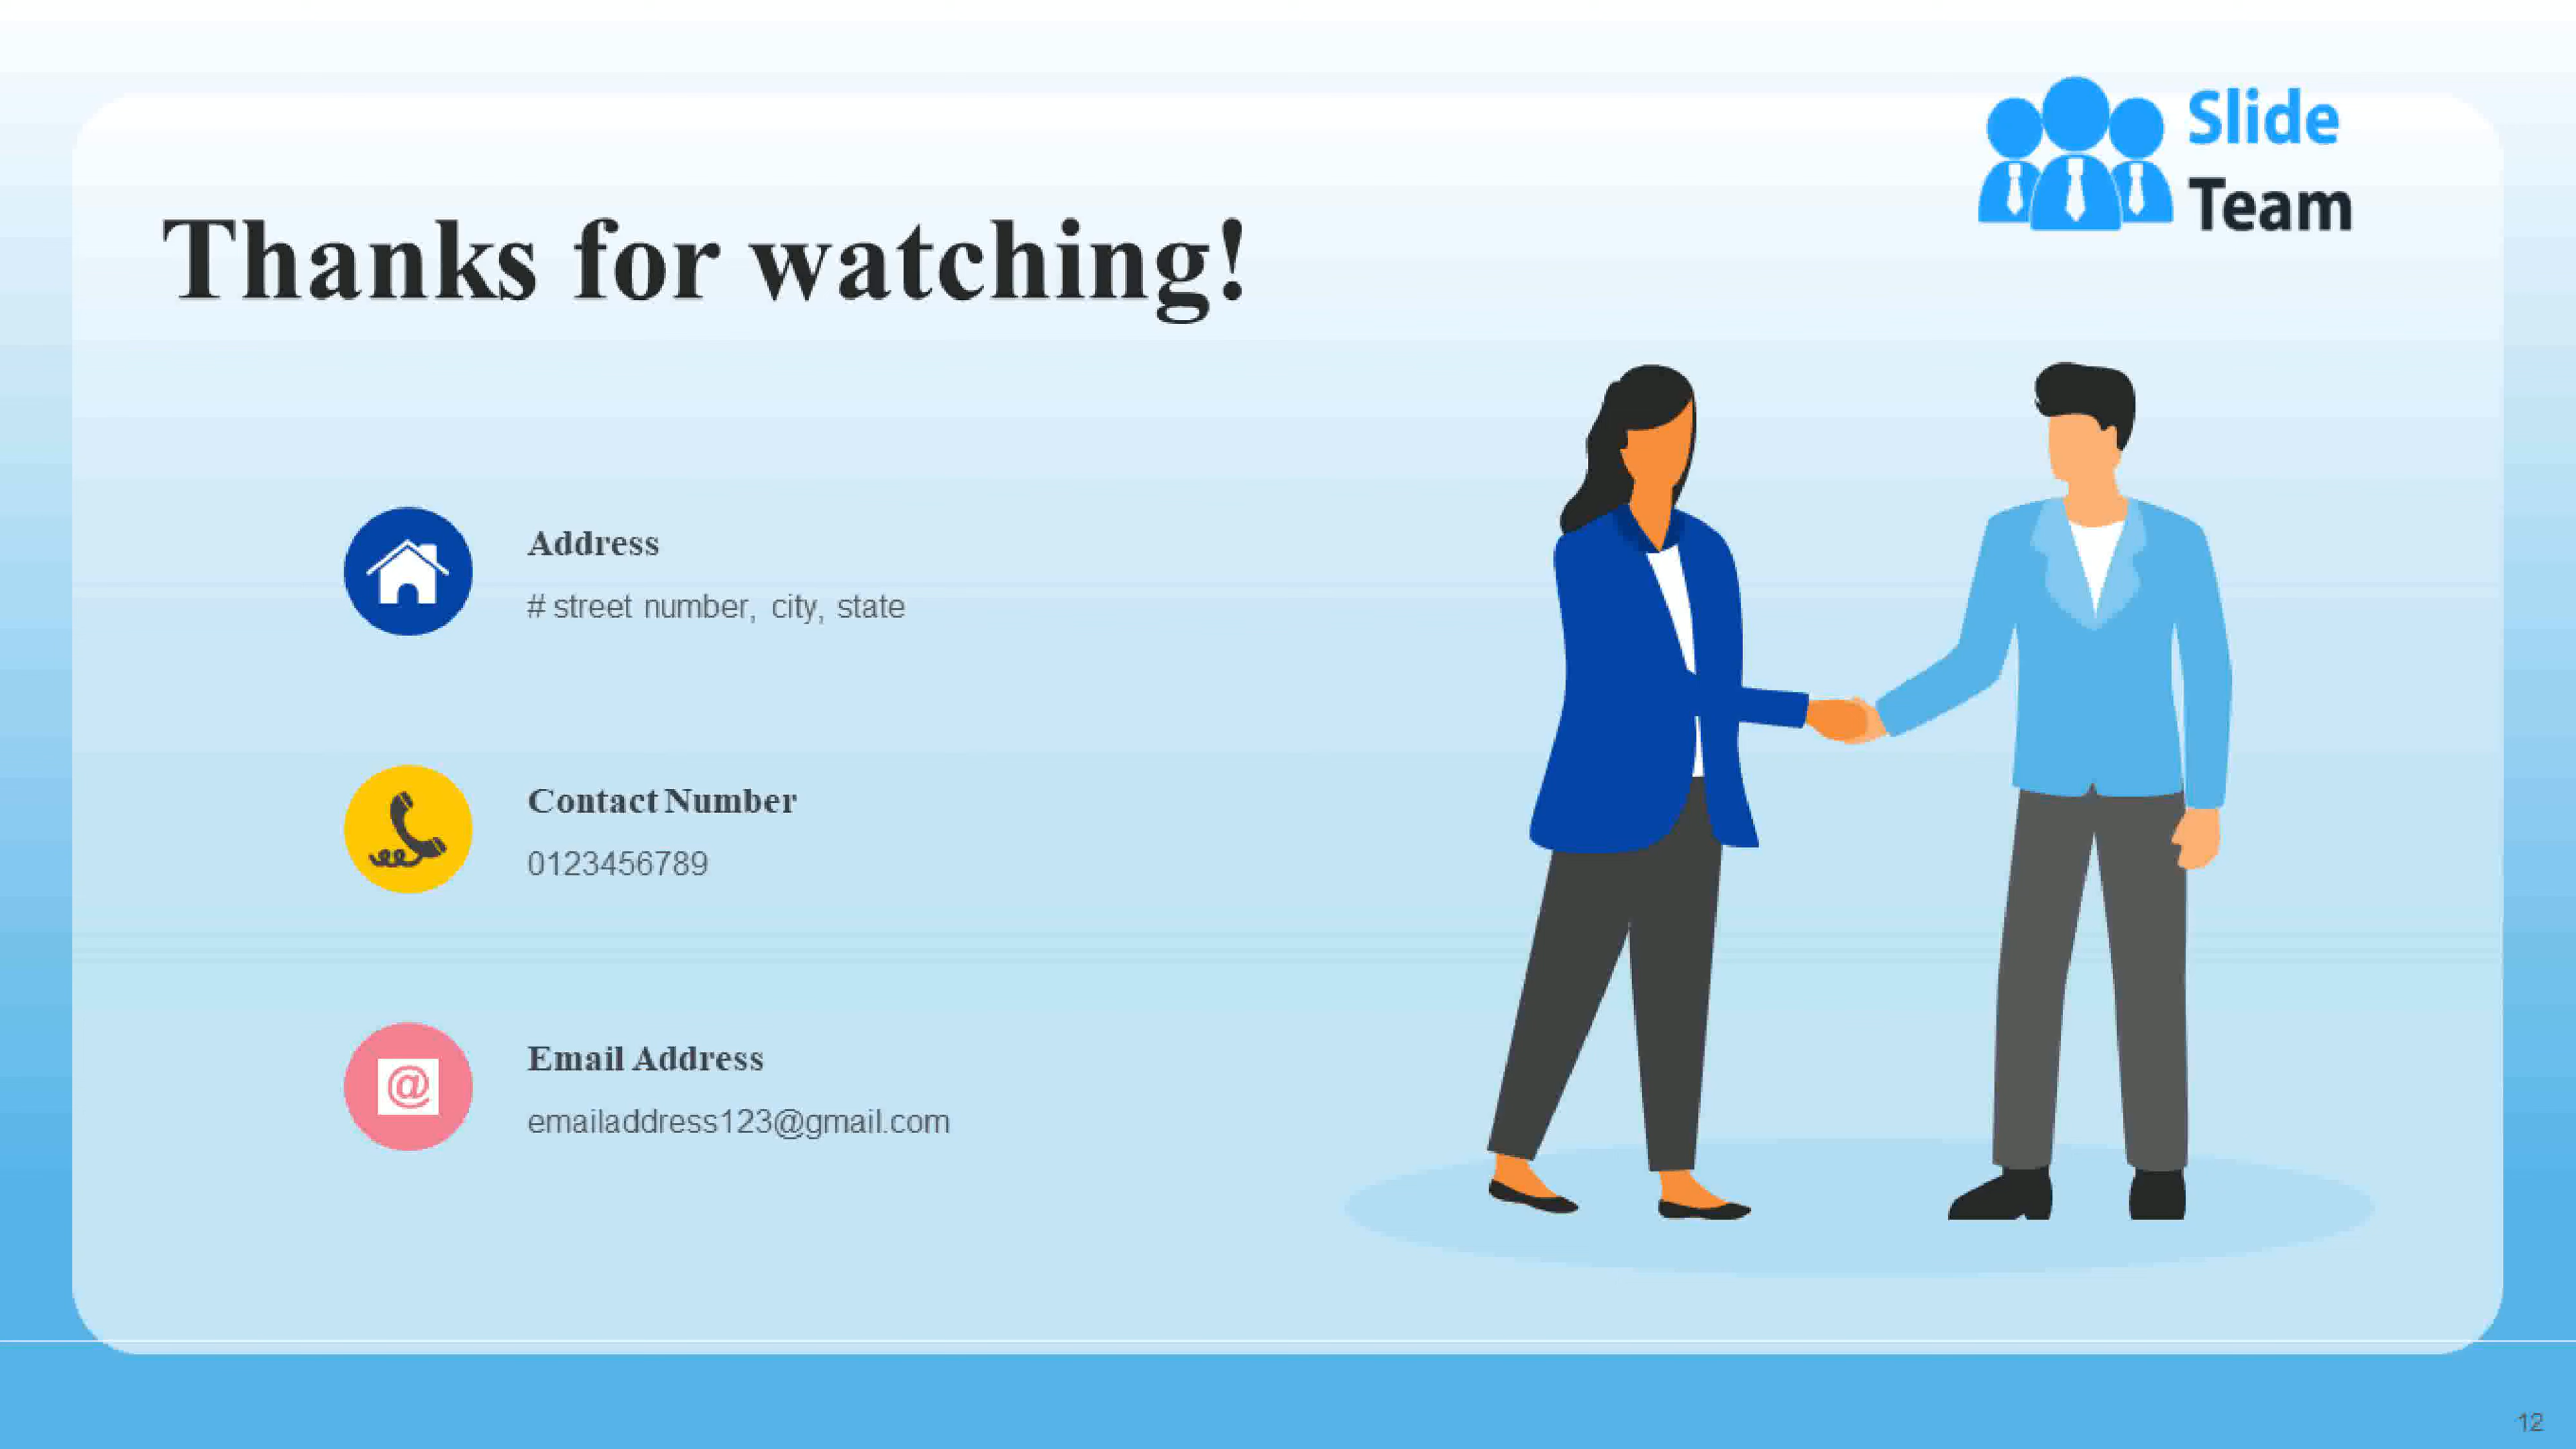 Slide
Team
Thanks for watching!
Address
# street number, city, state
Contact Number
0123456789
@
Email Address
emailaddress123@gmail.com
12